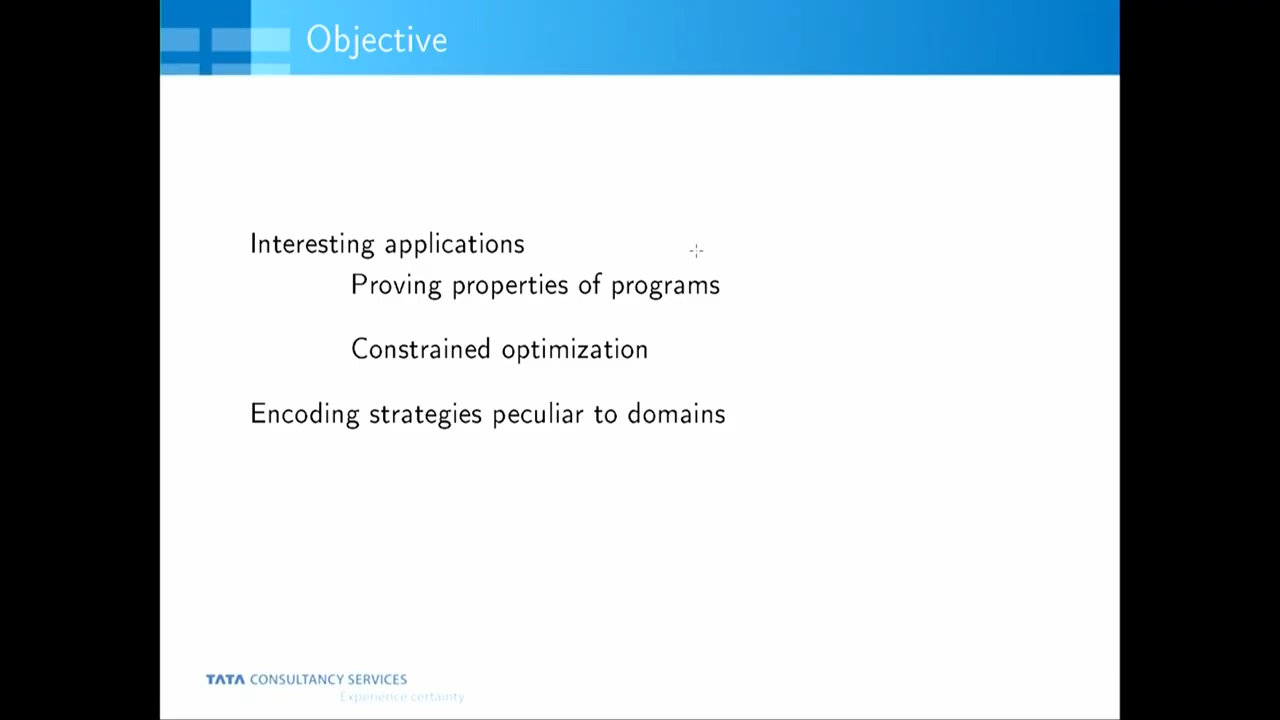 Objective
Interesting applications
Proving properties of programs
Constrained optimization
Encoding strategies peculiar to domains
TATA CONSULTANCY SERVICES
Experience certainty